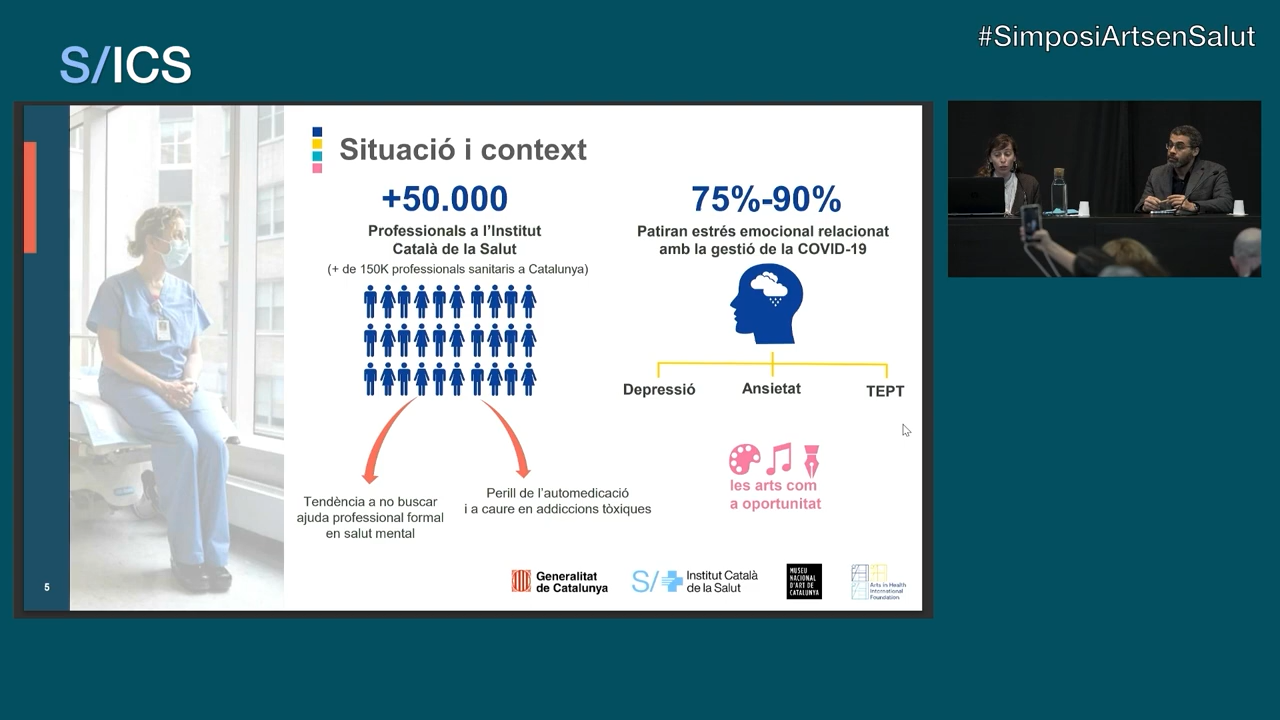 #SimposiArtsenSalut
S/ICS
Situació i context
+50.000
Professionals a l'Institut
Català de la Salut
(+ de 150K professionals sanitaris a Catalunya)
Tendència a no buscar
ajuda professional formal
en salut mental
Perill de l'automedicació
i a caure en addiccions tòxiques
75%-90%
Patiran estrés emocional relacionat
amb la gestió de la COVID-19
Depressió
Ansietat
TEPT
les arts com
a oportunitat
5
Generalitat
de Catalunya
S/
Institut Català
de la Salut
MUSEU
NACIONAL
D'ART DE
CATALUNYA
Arts in Health
International
Foundation